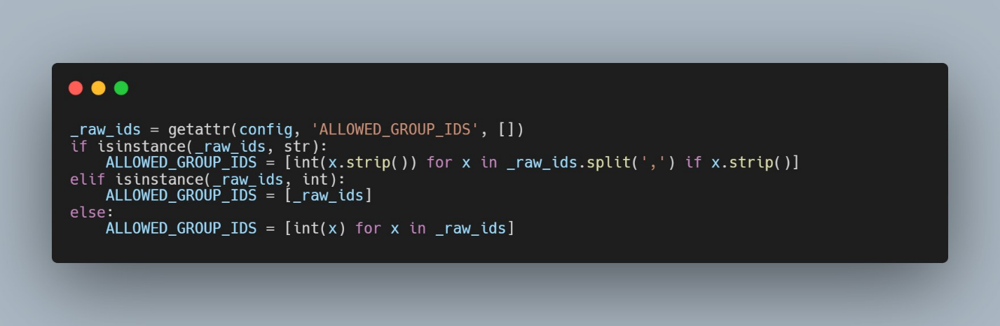 _raw_ids = getattr(config, 'ALLOWED_GROUP_IDS', [])
if isinstance(_raw_ids, str):
    ALLOWED_GROUP_IDS = [int(x.strip()) for x in _raw_ids.split(',') if x.strip()]
elif isinstance(_raw_ids, int):
    ALLOWED_GROUP_IDS = [_raw_ids]
else:
    ALLOWED_GROUP_IDS = [int(x) for x in _raw_ids]